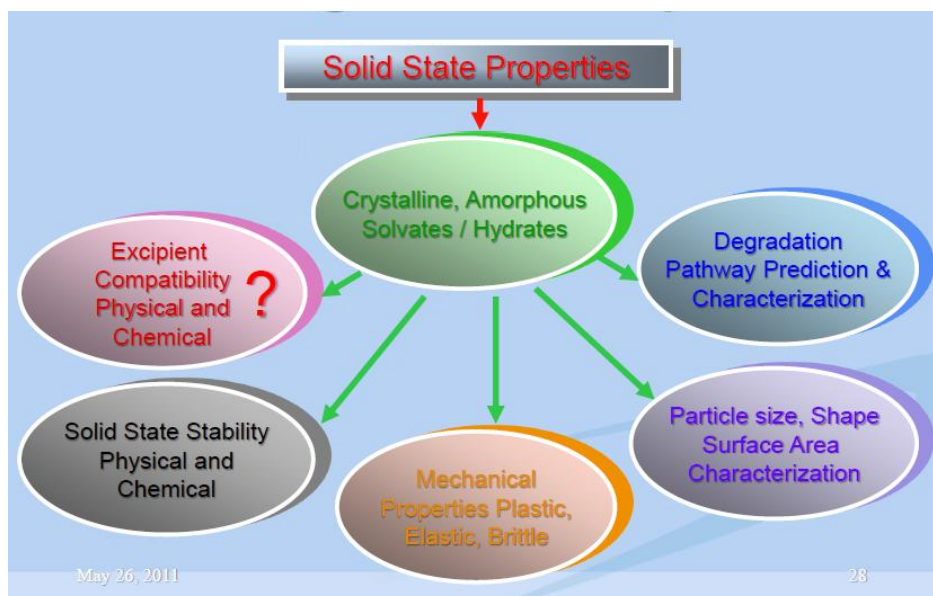 Solid State Properties
Crystalline, Amorphous
Solvates / Hydrates
Excipient
Compatibility
Physical and
Chemical
?
Degradation
Pathway Prediction &
Characterization
Solid State Stability
Physical and
Chemical
Mechanical
Properties Plastic,
Elastic, Brittle
Particle size, Shape
Surface Area
Characterization
May 26, 2011
28